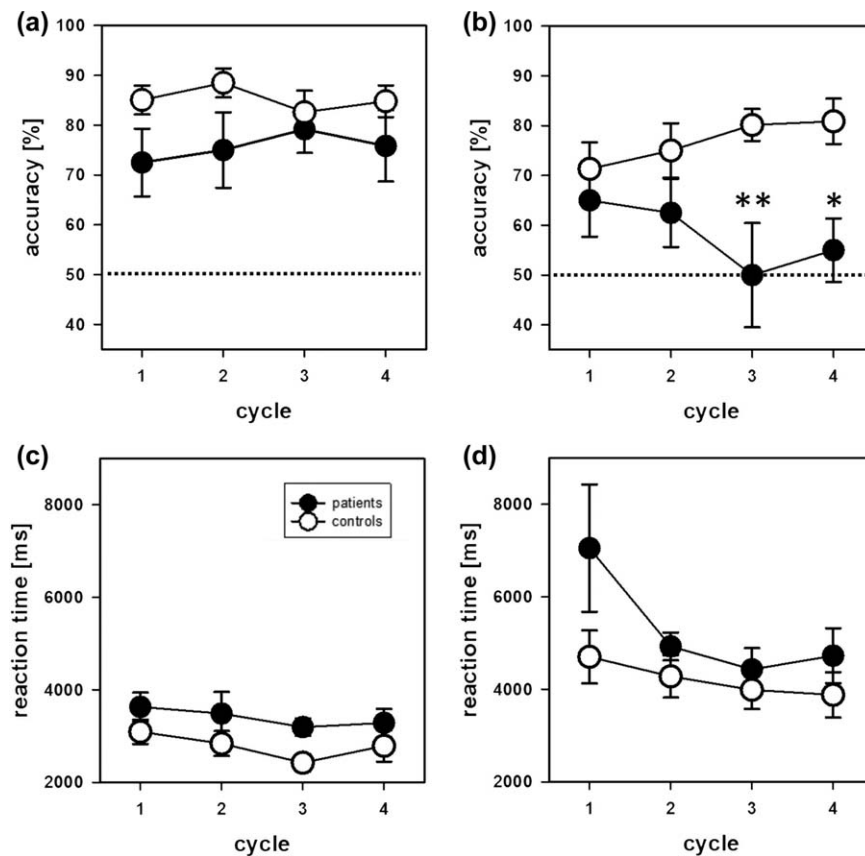 (a)
100
90
80
70
60
50
40
accuracy [%]
1 2 3 4
cycle
(b)
100
90
80
70
60
50
40
accuracy [%]
** *
1 2 3 4
cycle
(c)
8000
6000
4000
2000
reaction time [ms]
patients
controls
1 2 3 4
cycle
(d)
8000
6000
4000
2000
reaction time [ms]
1 2 3 4
cycle